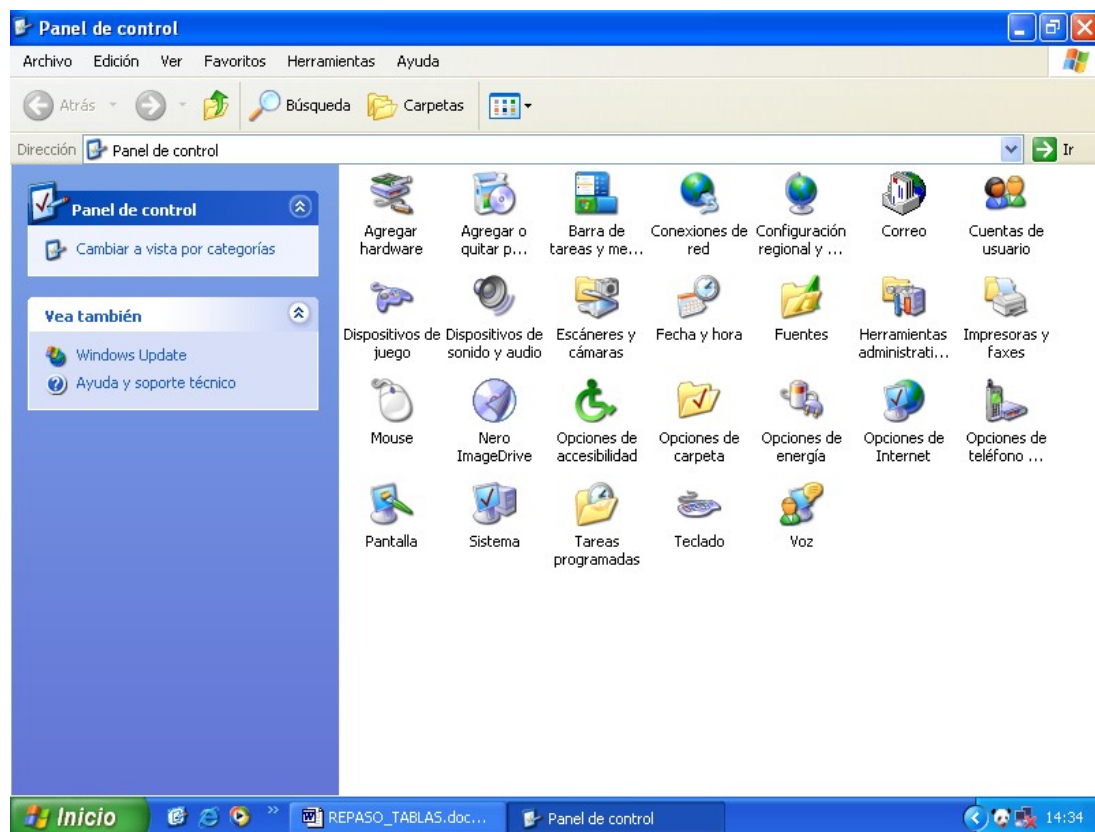 Panel de control
Archivo Edición Ver Favoritos Herramientas Ayuda
Atrás Búsqueda Carpetas
Dirección Panel de control Ir
Panel de control
Cambiar a vista por categorías
Vea también
Windows Update
Ayuda y soporte técnico
Agregar hardware
Agregar o quitar p...
Barra de tareas y me...
Conexiones de red
Configuración regional y ...
Correo
Cuentas de usuario
Dispositivos de juego
Dispositivos de sonido y audio
Escáneres y cámaras
Fecha y hora
Fuentes
Herramientas administrati...
Impresoras y faxes
Mouse
Nero ImageDrive
Opciones de accesibilidad
Opciones de carpeta
Opciones de energía
Opciones de Internet
Opciones de teléfono ...
Pantalla
Sistema
Tareas programadas
Teclado
Voz
Inicio REPASO_TABLAS.doc... Panel de control 14:34